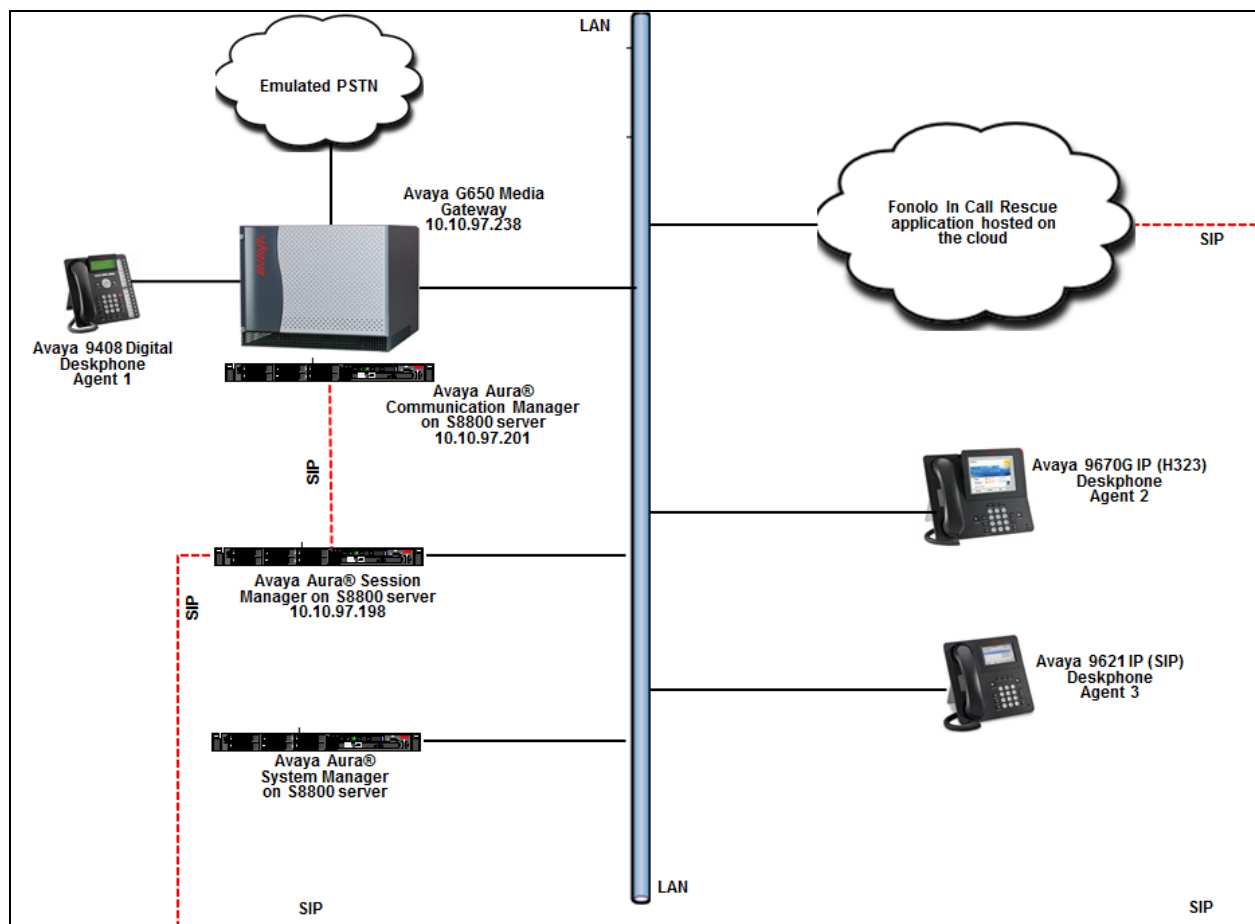 LAN
Emulated PSTN
Avaya G650 Media
Gateway
10.10.97.238
AVAYA
Fonolo In Call Rescue
application hosted on
the cloud
SIP
Avaya 9408 Digital
Deskphone
Agent 1
Avaya Aura®
Communication Manager
on S8800 server
10.10.97.201
SIP
Avaya 9670G IP (H323)
Deskphone
Agent 2
Avaya Aura® Session
Manager on S8800 server
10.10.97.198
SIP
Avaya 9621 IP (SIP)
Deskphone
Agent 3
Avaya Aura®
System Manager
on S8800 server
LAN
SIP
SIP